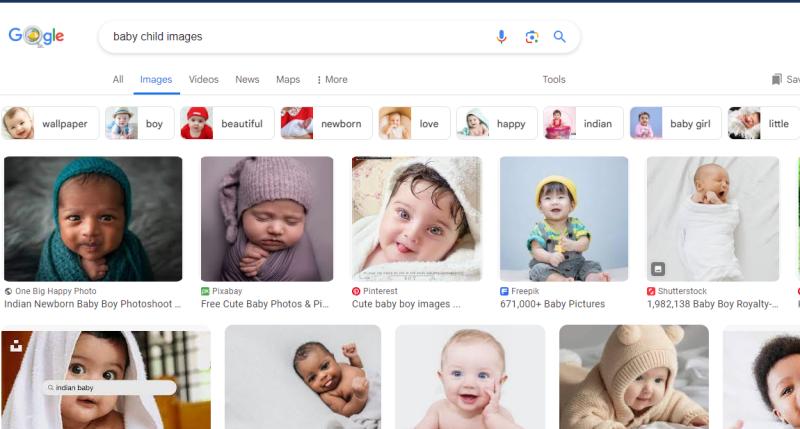 Google
baby child images
All Images Videos News Maps More Tools
wallpaper boy beautiful newborn love happy indian baby girl little
One Big Happy Photo Pixabay Pinterest Freepik Shutterstock
Indian Newborn Baby Boy Photoshoot ... Free Cute Baby Photos & Pi... Cute baby boy images ... 671,000+ Baby Pictures 1,982,138 Baby Boy Royalty-...
indian baby